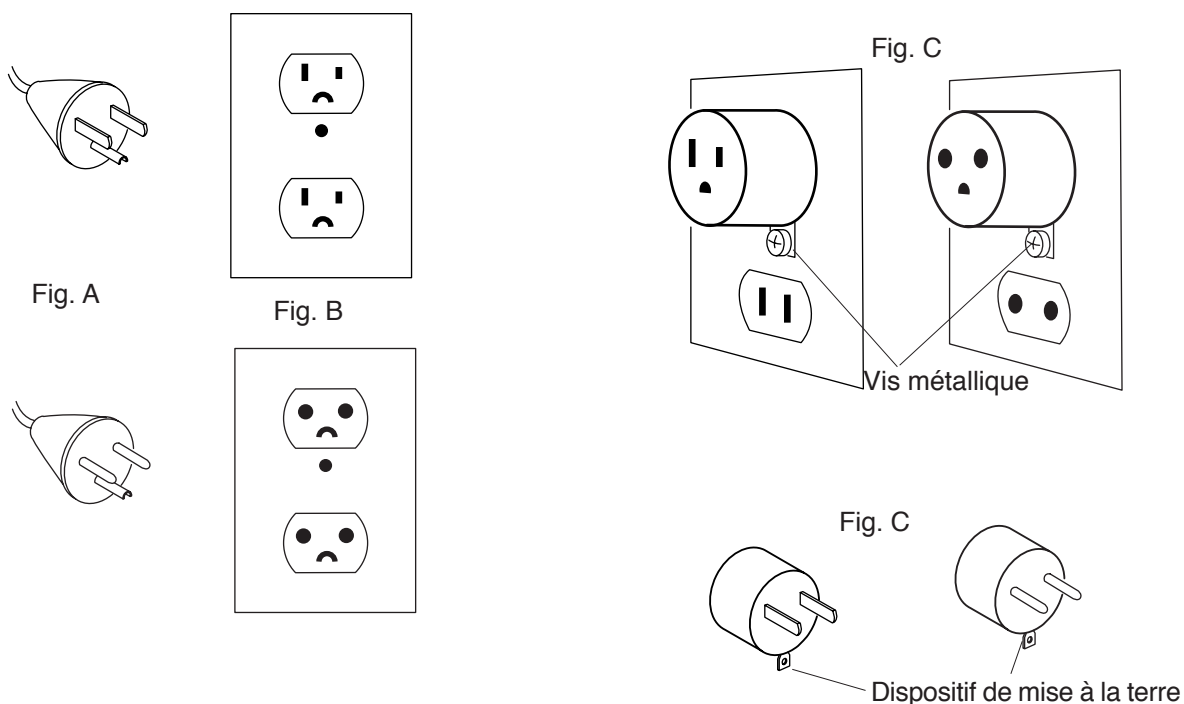 Fig. C
Fig. A
Fig. B
Vis métallique
Fig. C
Dispositif de mise à la terre